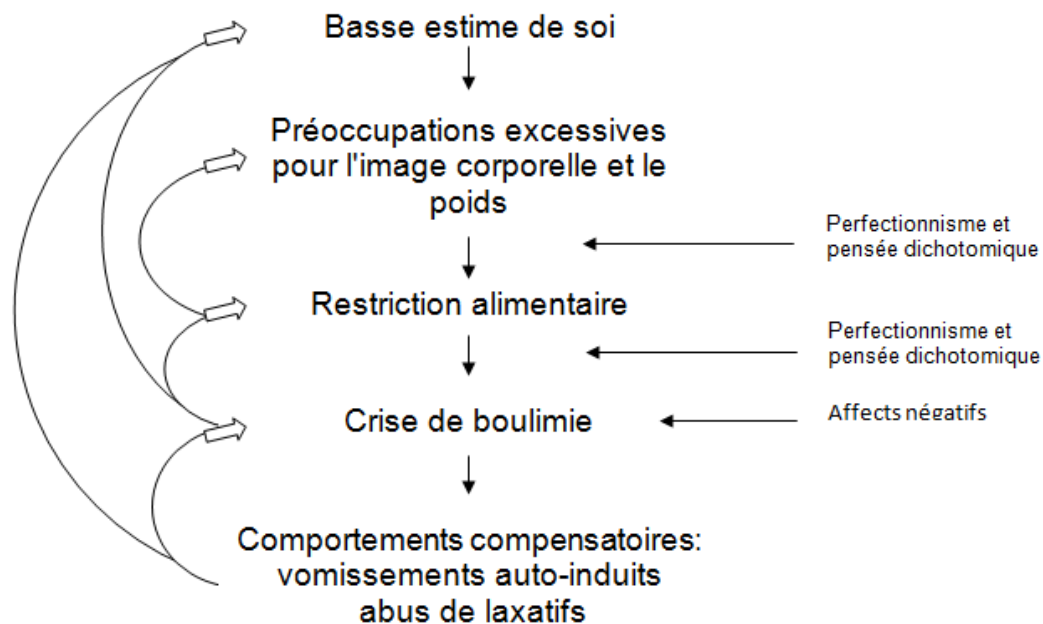 Basse estime de soi
Préoccupations excessives
pour l'image corporelle et le
poids
Perfectionnisme et
pensée dichotomique
Restriction alimentaire
Perfectionnisme et
pensée dichotomique
Crise de boulimie
Affects négatifs
Comportements compensatoires:
vomissements auto-induits
abus de laxatifs